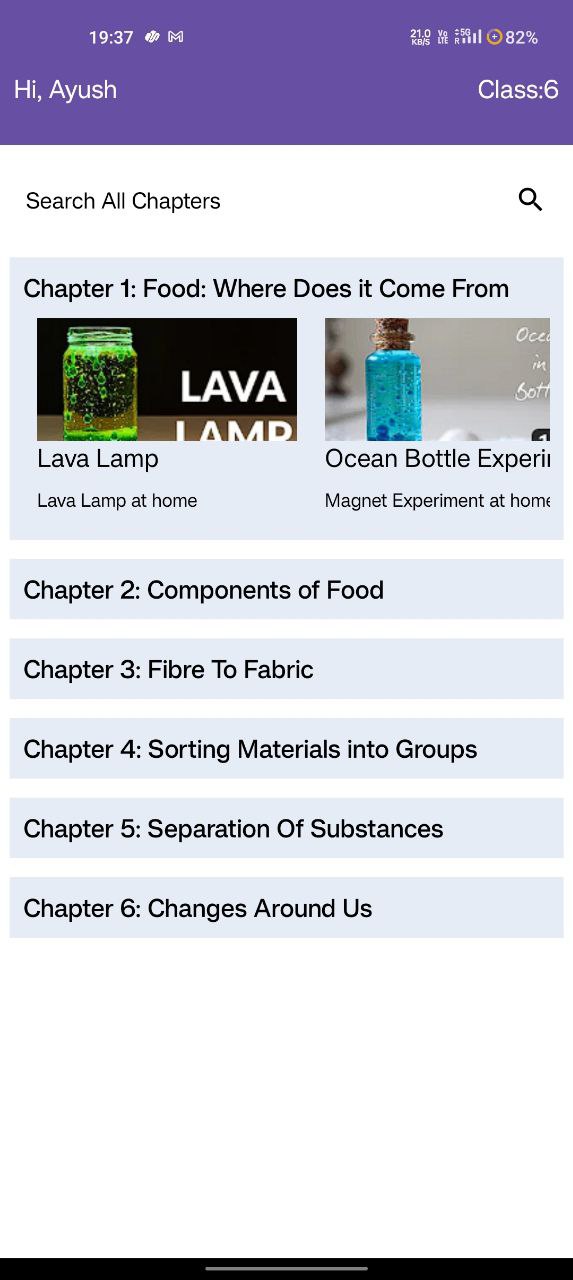 19:37
21.0 KB/S Vo LTE 5G R 82%
Hi, Ayush
Class:6
Search All Chapters
Chapter 1: Food: Where Does it Come From
LAVA
LAMP
Ocea
in
Bott
Lava Lamp
Ocean Bottle Experi
Lava Lamp at home
Magnet Experiment at home
Chapter 2: Components of Food
Chapter 3: Fibre To Fabric
Chapter 4: Sorting Materials into Groups
Chapter 5: Separation Of Substances
Chapter 6: Changes Around Us